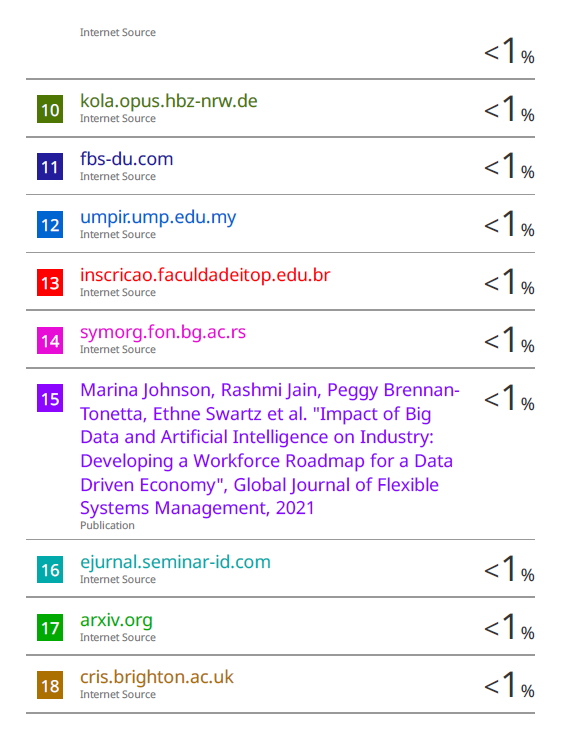 Internet Source
<1%
10 kola.opus.hbz-nrw.de <1%
Internet Source
11 fbs-du.com <1%
Internet Source
12 umpir.ump.edu.my <1%
Internet Source
13 inscricao.faculdadeitop.edu.br <1%
Internet Source
14 symorg.fon.bg.ac.rs <1%
Internet Source
15 Marina Johnson, Rashmi Jain, Peggy Brennan- <1%
Tonetta, Ethne Swartz et al. "Impact of Big
Data and Artificial Intelligence on Industry:
Developing a Workforce Roadmap for a Data
Driven Economy", Global Journal of Flexible
Systems Management, 2021
Publication
16 ejurnal.seminar-id.com <1%
Internet Source
17 arxiv.org <1%
Internet Source
18 cris.brighton.ac.uk <1%
Internet Source